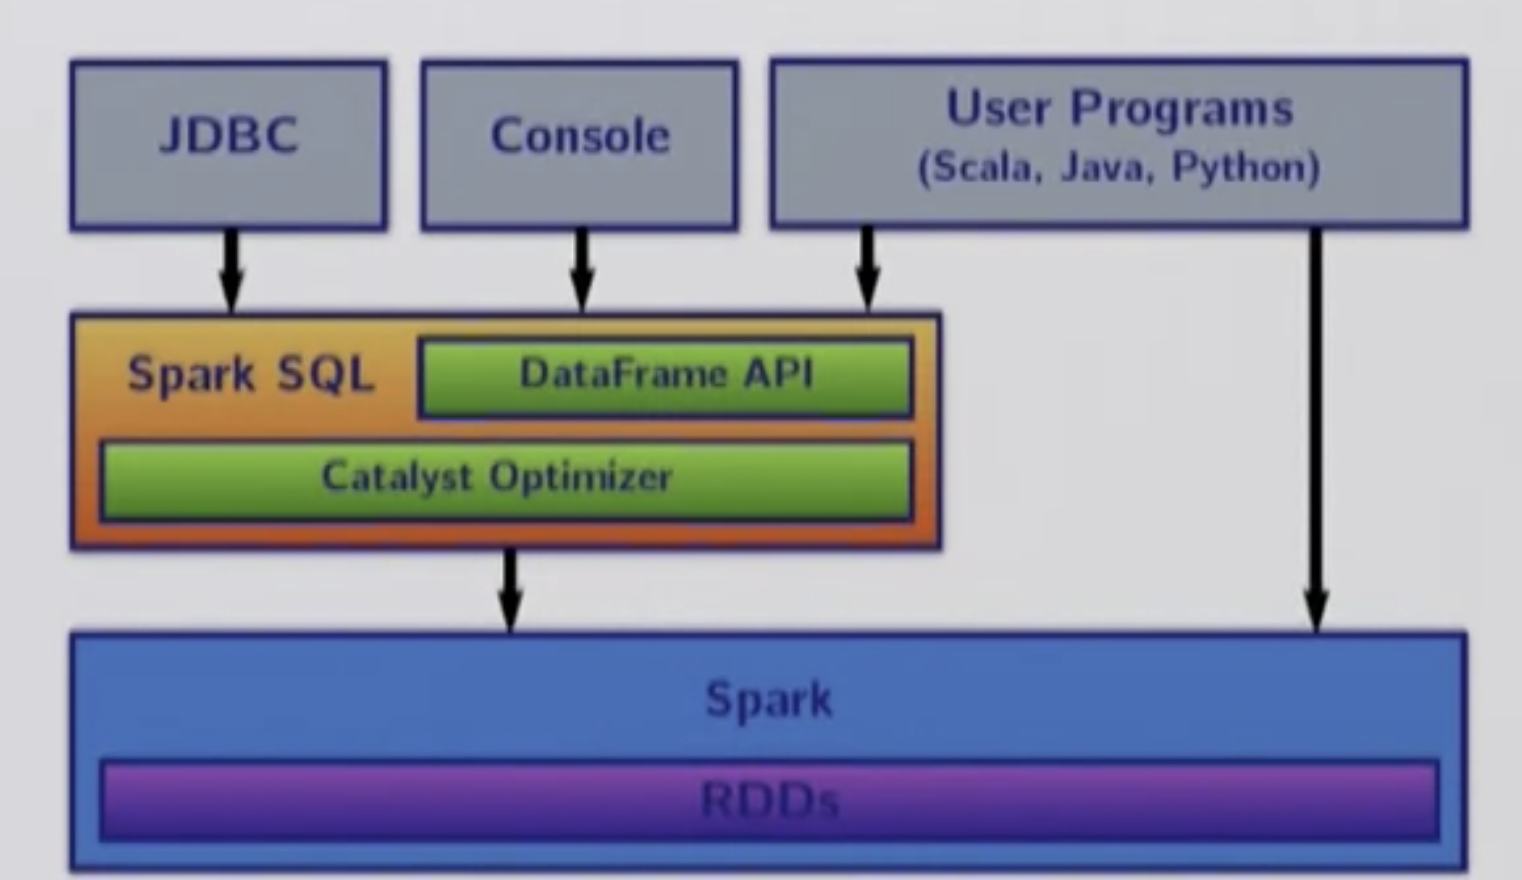 JDBC
Console
User Programs
(Scala, Java, Python)
Spark SQL
DataFrame API
Catalyst Optimizer
Spark
RDDs